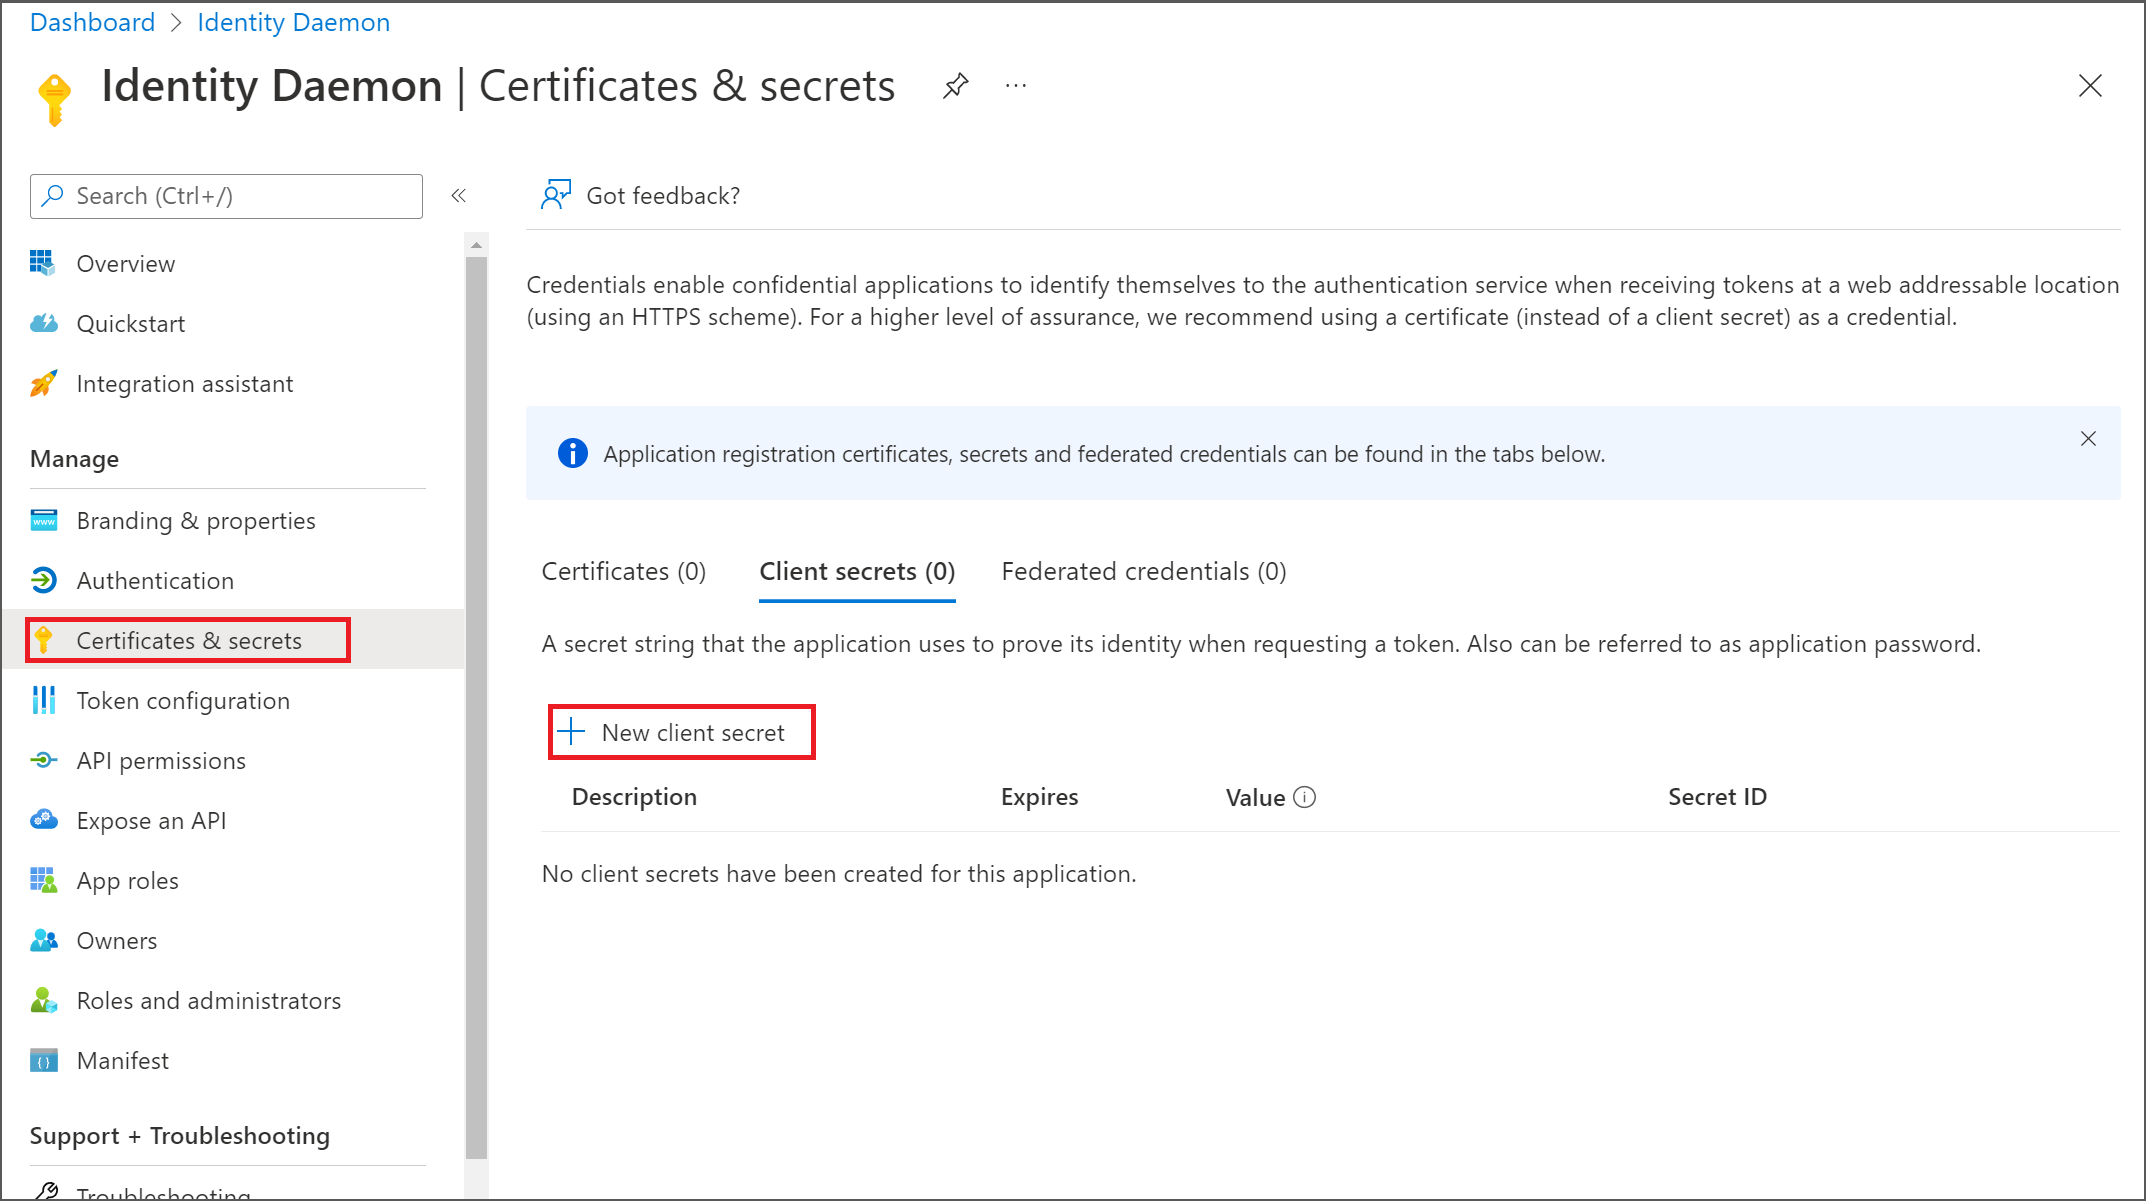 Dashboard > Identity Daemon
Identity Daemon | Certificates & secrets ...
Search (Ctrl+/)
«
Overview
Quickstart
Integration assistant
Manage
Branding & properties
Authentication
Certificates & secrets
Token configuration
API permissions
Expose an API
App roles
Owners
Roles and administrators
Manifest
Support + Troubleshooting
Troubleshooting
Got feedback?
Credentials enable confidential applications to identify themselves to the authentication service when receiving tokens at a web addressable location
(using an HTTPS scheme). For a higher level of assurance, we recommend using a certificate (instead of a client secret) as a credential.
Application registration certificates, secrets and federated credentials can be found in the tabs below.
Certificates (0) Client secrets (0) Federated credentials (0)
A secret string that the application uses to prove its identity when requesting a token. Also can be referred to as application password.
New client secret
Description Expires Value Secret ID
No client secrets have been created for this application.